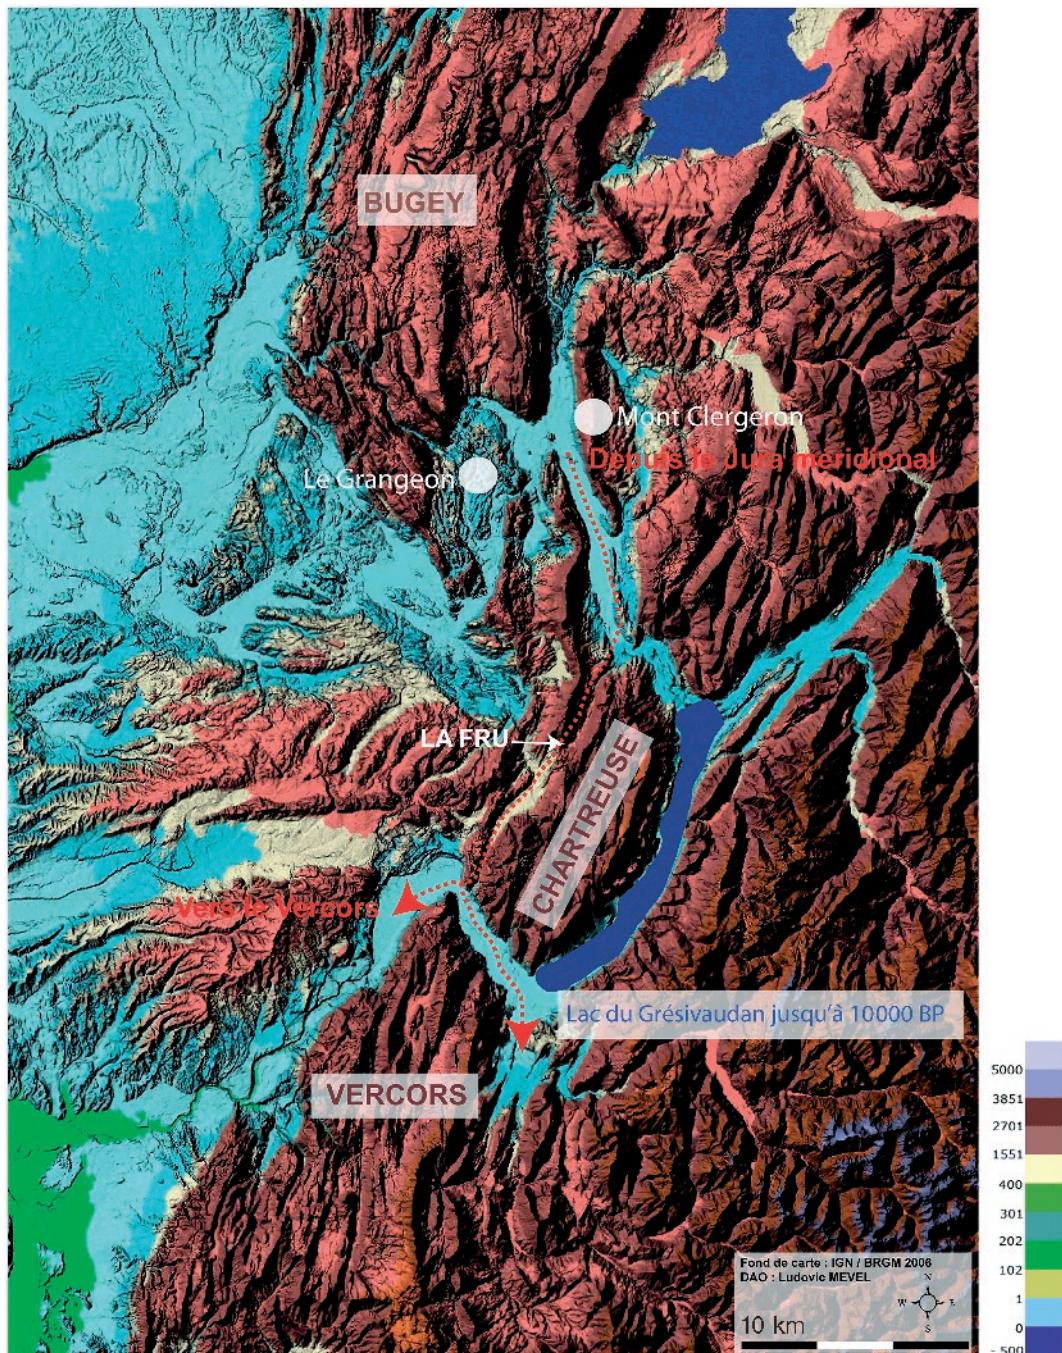 BUGEY
Mont Clergeron
Depuis le Jura méridional
Le Grangeon
LA FRU
CHARTREUSE
Vers le Vercors
Lac du Grésivaudan jusqu'à 10000 BP
VERCORS
5000
3851
2701
1551
400
301
202
102
1
0
- 500
Fond de carte : IGN / BRGM 2006
DAO : Ludovic MEVEL
N
W
E
S
10 km